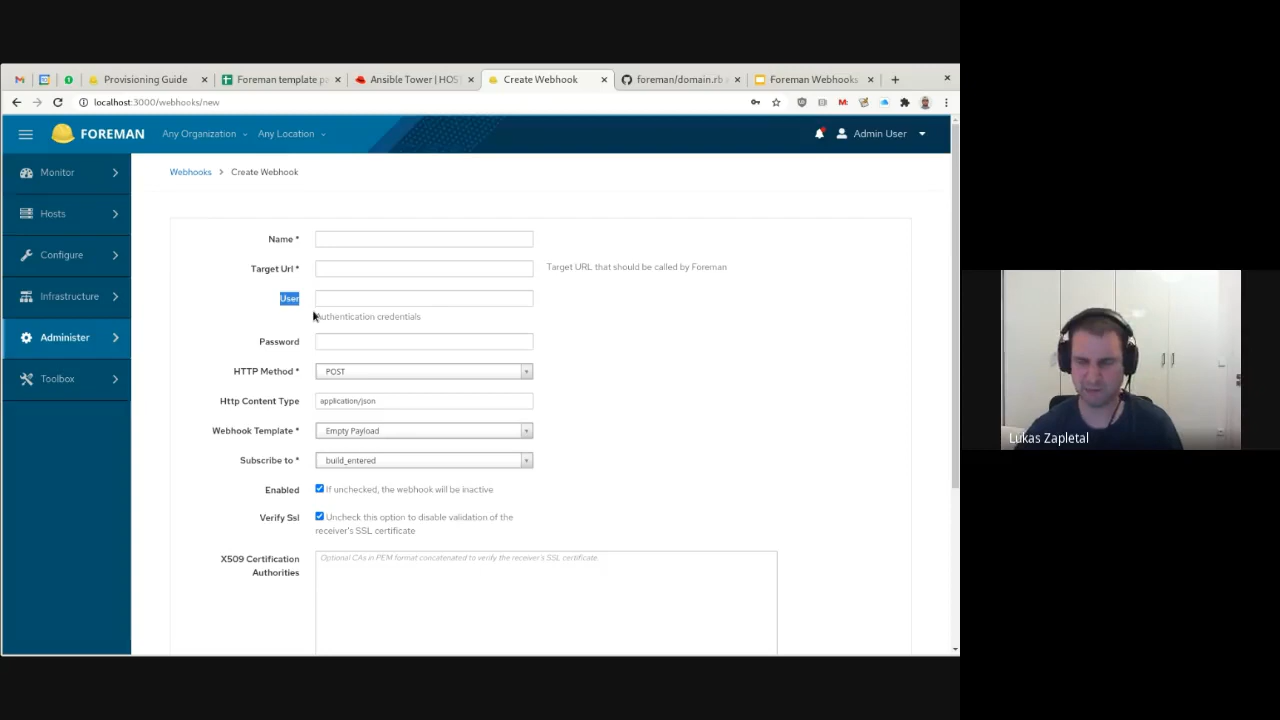 Provisioning Guide
Foreman template pa
Ansible Tower | HOS
Create Webhook
foreman/domain.rb
Foreman Webhooks
localhost:3000/webhooks/new
FOREMAN
Any Organization
Any Location
Admin User
Monitor
Hosts
Configure
Infrastructure
Administer
Toolbox
Webhooks > Create Webhook
Name *
Target Url *
Target URL that should be called by Foreman
User
Authentication credentials
Password
HTTP Method *
POST
Http Content Type
application/json
Webhook Template *
Empty Payload
Subscribe to *
build_entered
Enabled
If unchecked, the webhook will be inactive
Verify Ssl
Uncheck this option to disable validation of the
receiver's SSL certificate
X509 Certification
Authorities
Optional CAs in PEM format concatenated to verify the receiver's SSL certificate.
Lukas Zapletal